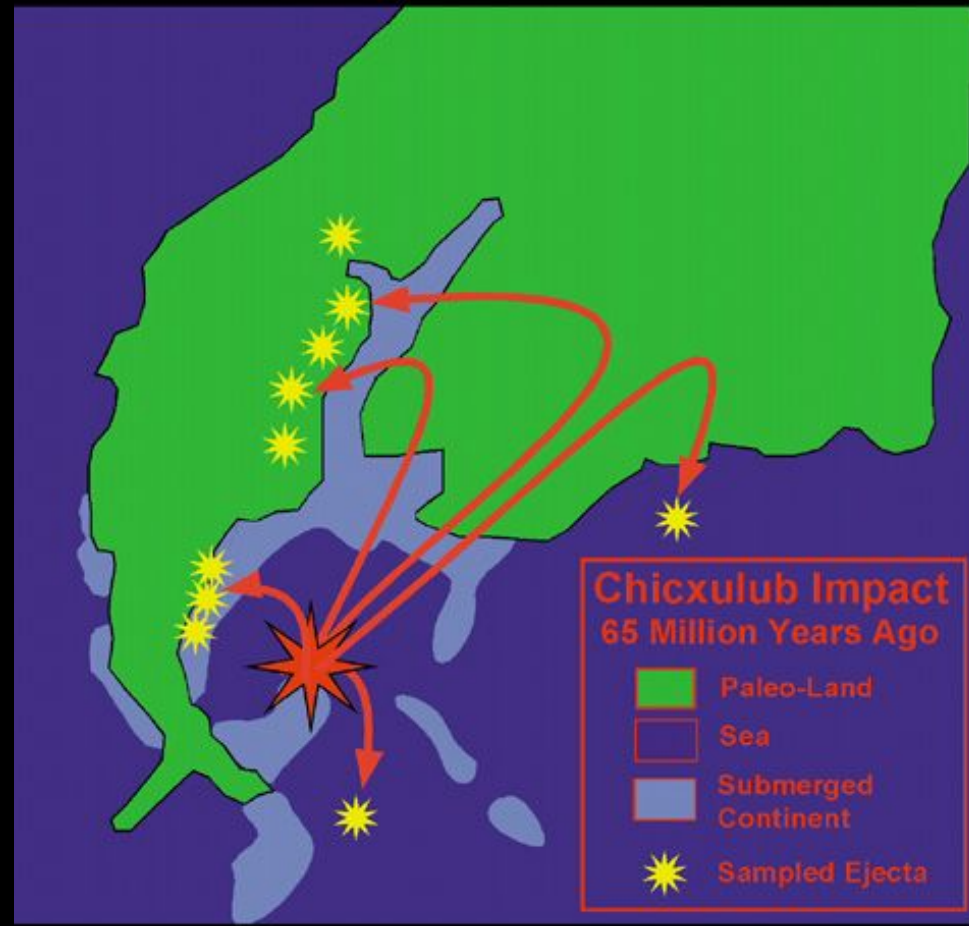 Chicxulub Impact
65 Million Years Ago
Paleo-Land
Sea
Submerged
Continent
Sampled Ejecta